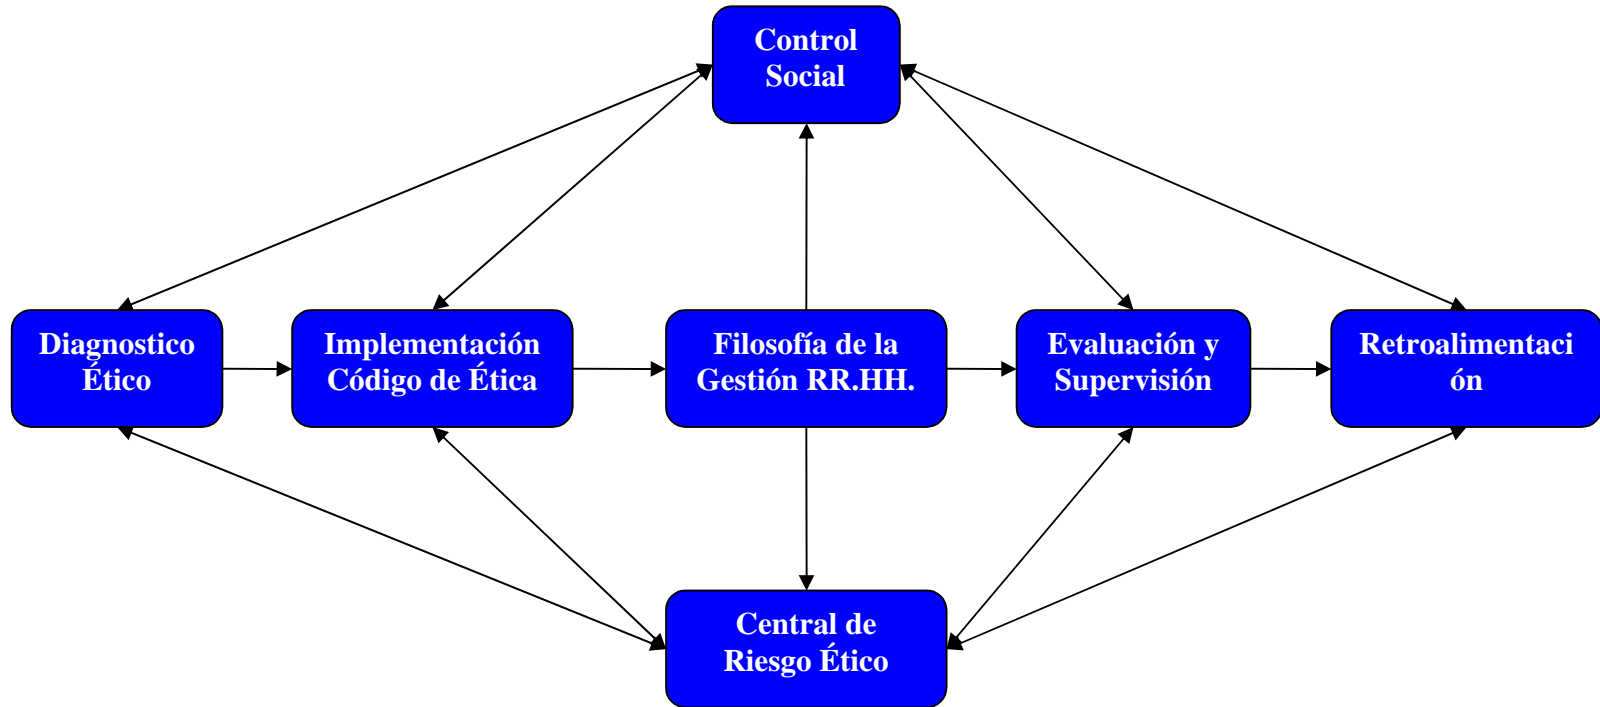 Control
Social
Diagnostico
Ético
Implementación
Código de Ética
Filosofía de la
Gestión RR.HH.
Evaluación y
Supervisión
Retroalimentaci
ón
Central de
Riesgo Ético